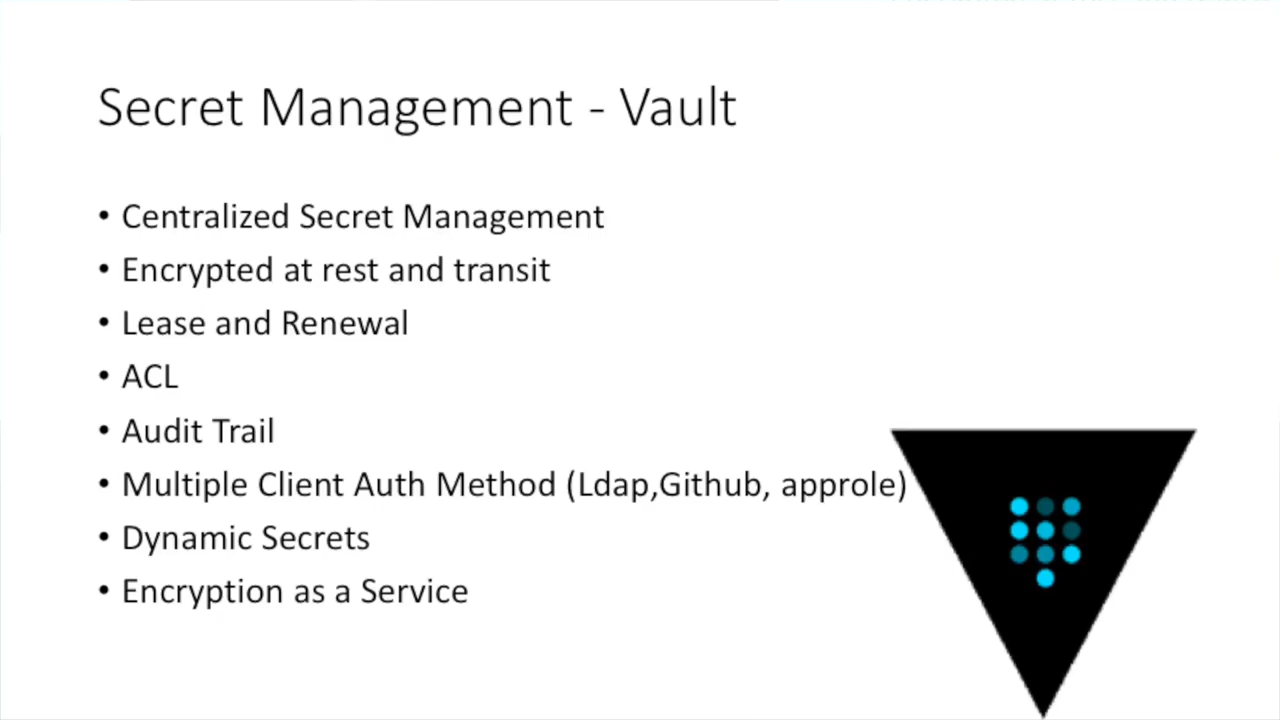 Secret Management - Vault
• Centralized Secret Management
• Encrypted at rest and transit
• Lease and Renewal
• ACL
• Audit Trail
• Multiple Client Auth Method (Ldap,Github, approle)
• Dynamic Secrets
• Encryption as a Service